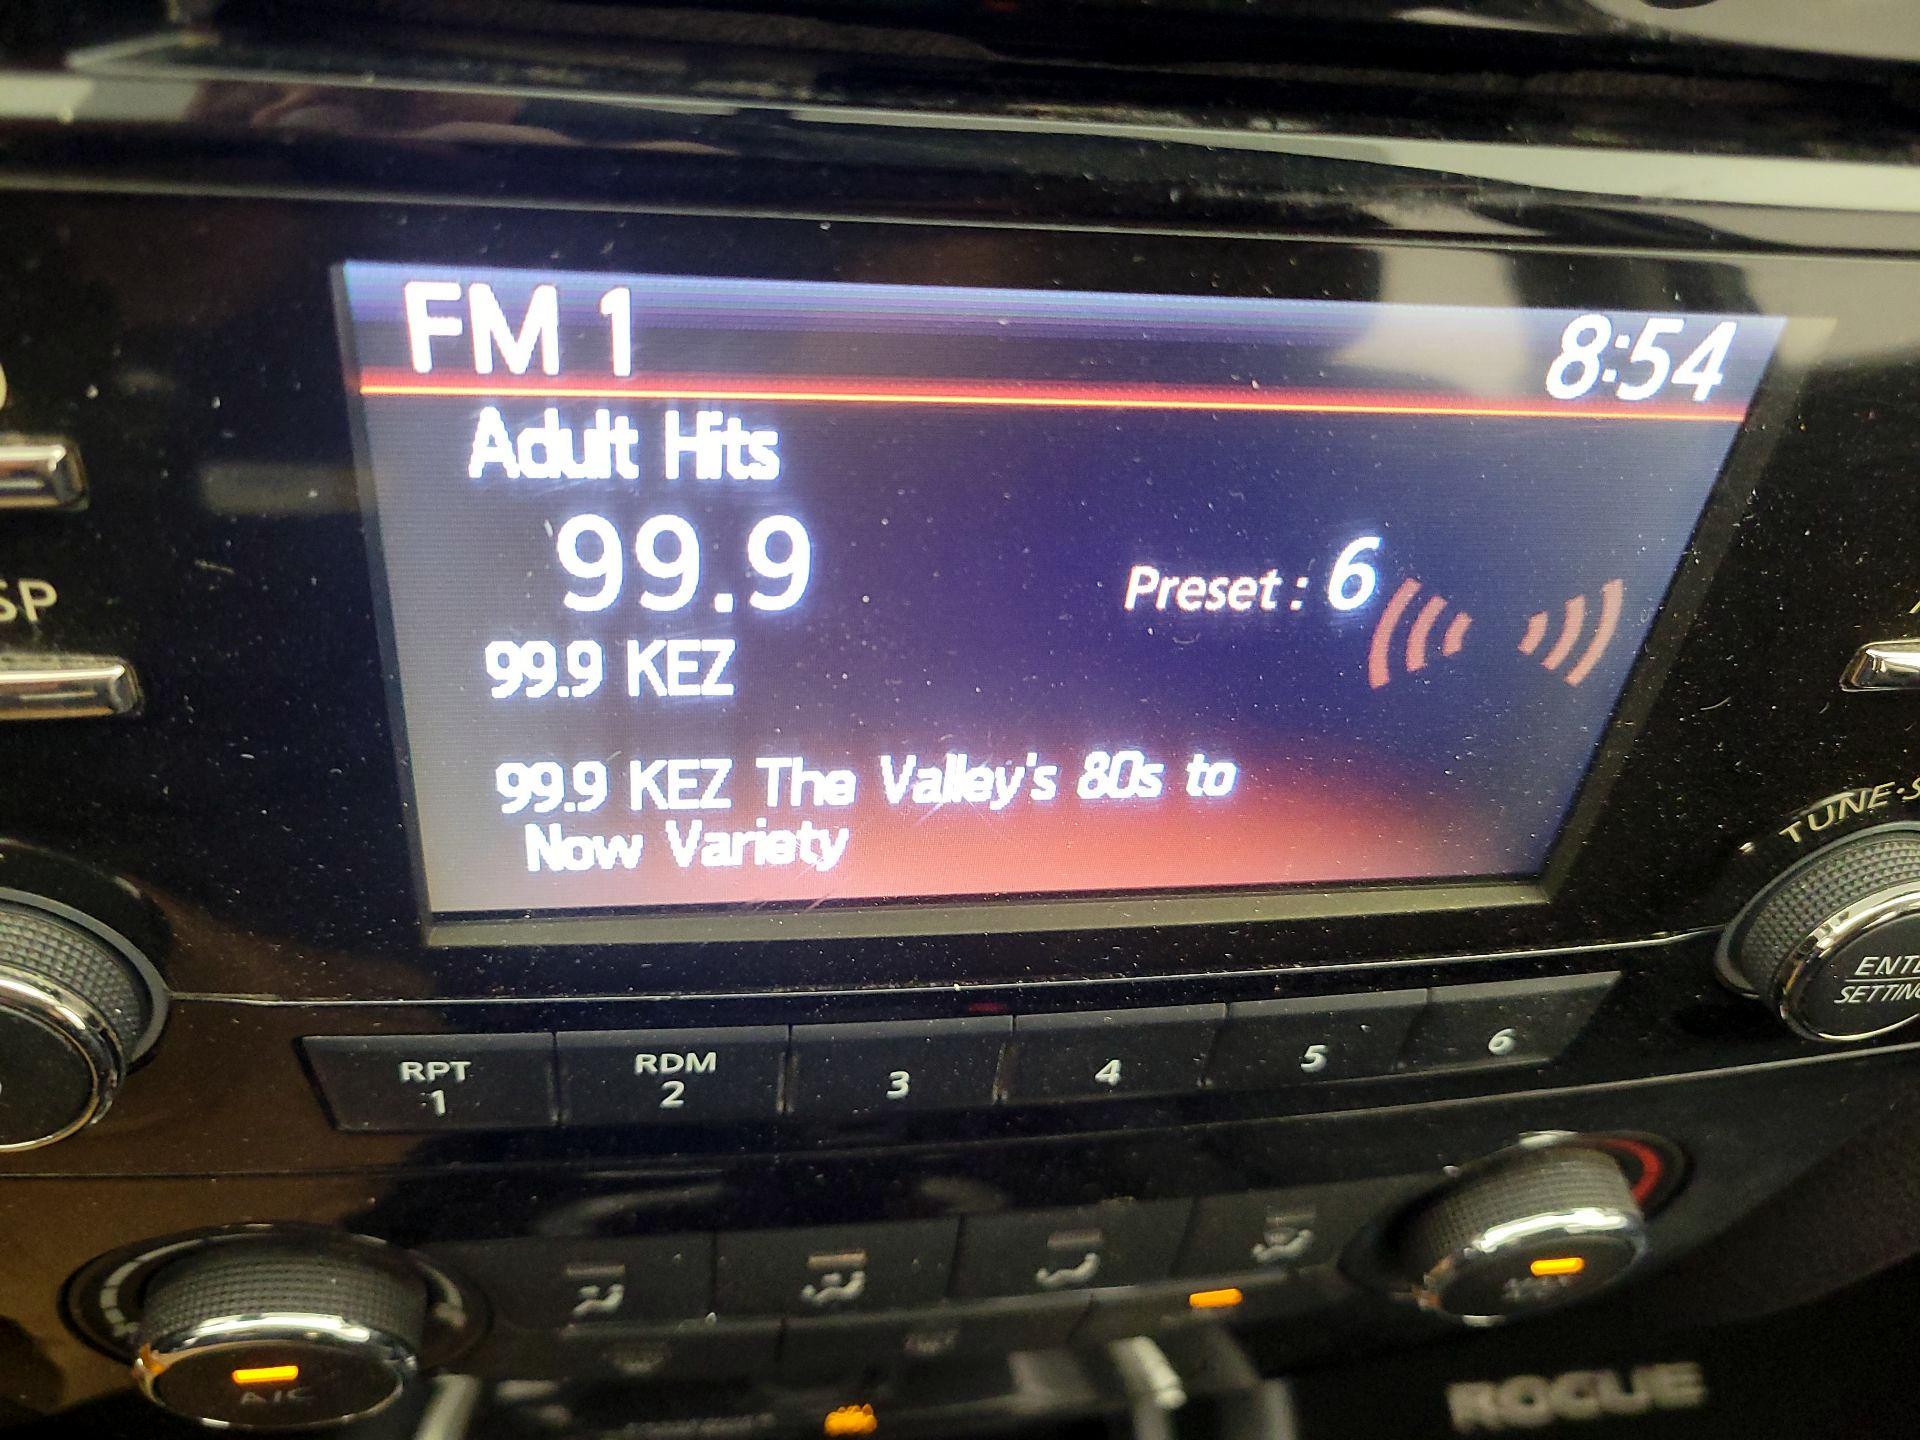 FM 1
8:54
Adult Hits
99.9
Preset : 6
99.9 KEZ
99.9 KEZ The Valley's 80s to
Now Variety
SP
TUNE·S
ENTE
SETTING
RPT
1
RDM
2
3
4
5
6
A/C
ROGUE